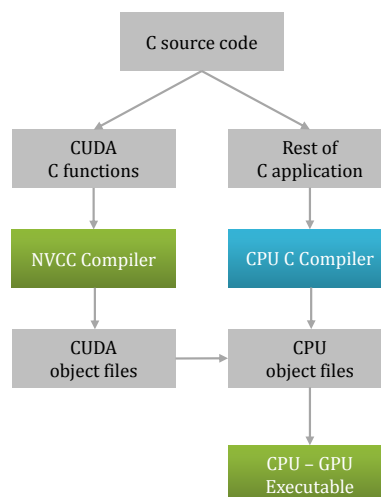 C source code
CUDA
C functions
Rest of
C application
NVCC Compiler
CPU C Compiler
CUDA
object files
CPU
object files
CPU – GPU
Executable